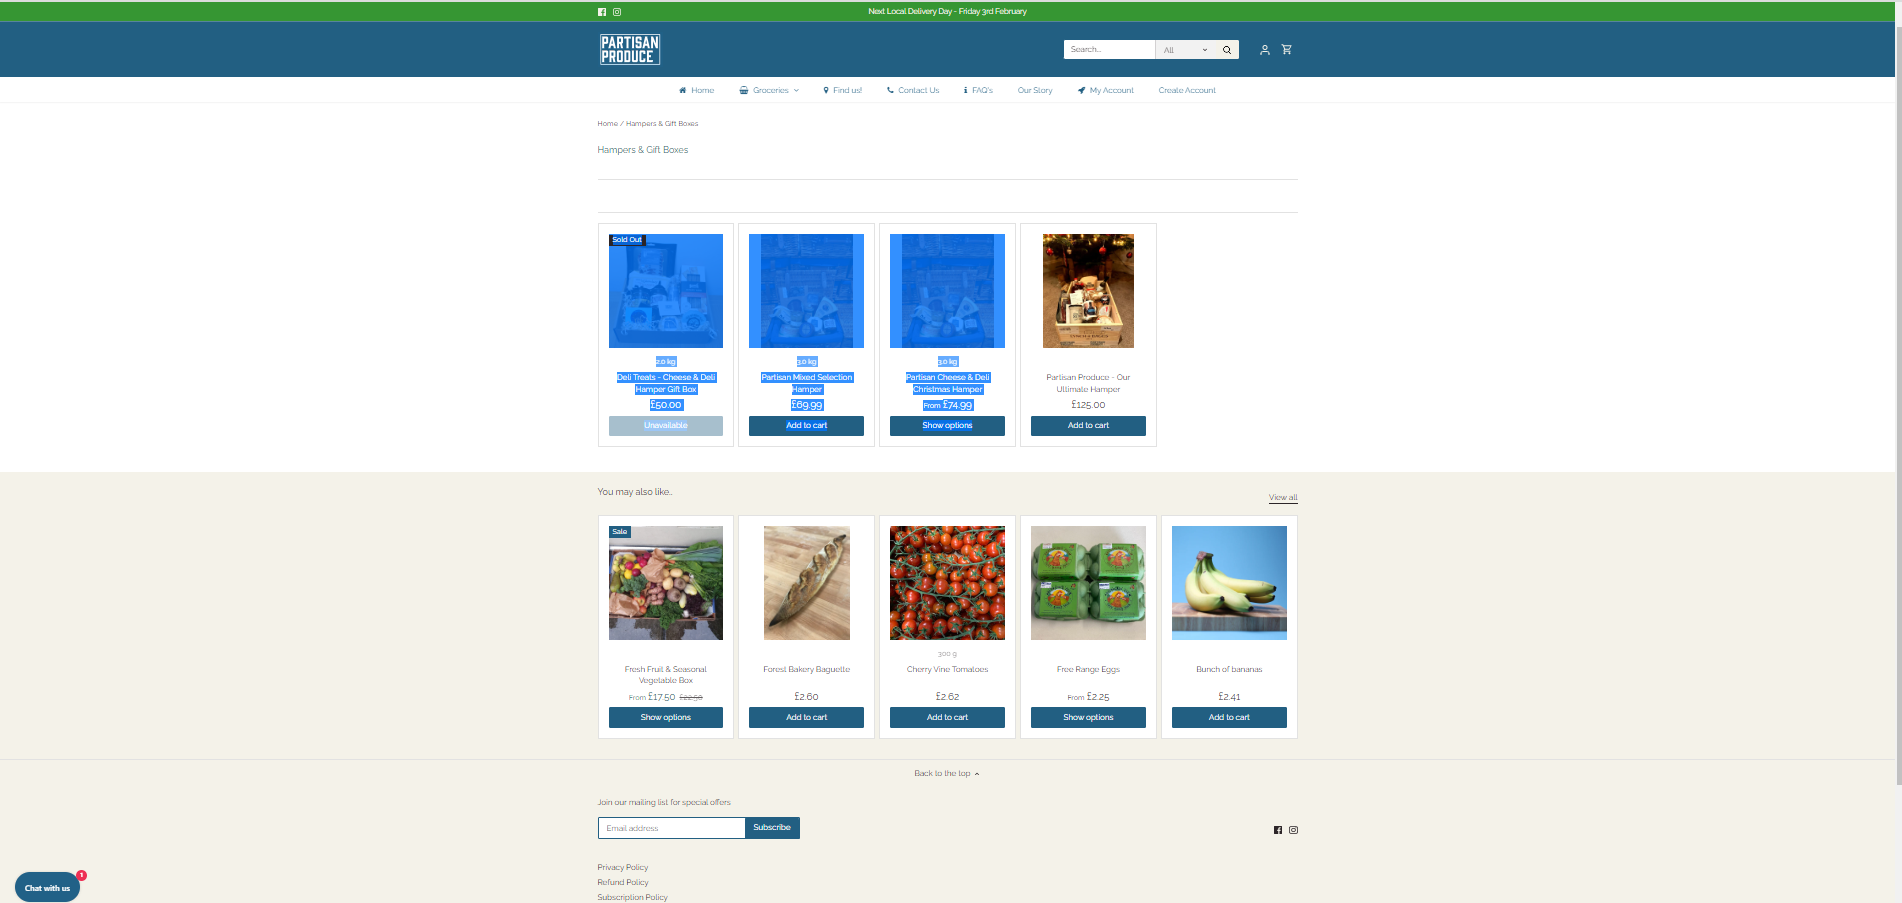 Next Local Delivery Day - Friday 3rd February
PARTISAN
PRODUCE
Search...
All
Home
Groceries
Find us!
Contact Us
FAQ's
Our Story
My Account
Create Account
Home / Hampers & Gift Boxes
Hampers & Gift Boxes
Sold Out
2.0 kg
Deli Treats - Cheese & Deli
Hamper Gift Box
£50.00
Unavailable
3.0 kg
Partisan Mixed Selection
Hamper
£69.99
Add to cart
3.0 kg
Partisan Cheese & Deli
Christmas Hamper
From £74.99
Show options
Partisan Produce - Our
Ultimate Hamper
£125.00
Add to cart
You may also like..
View all
Sale
Fresh Fruit & Seasonal
Vegetable Box
From £17.50 £22.50
Show options
Forest Bakery Baguette
£2.60
Add to cart
300 g
Cherry Vine Tomatoes
£2.62
Add to cart
Free Range Eggs
From £2.25
Show options
Bunch of bananas
£2.41
Add to cart
Back to the top
Join our mailing list for special offers
Email address
Subscribe
Privacy Policy
Refund Policy
Subscription Policy
Chat with us
1